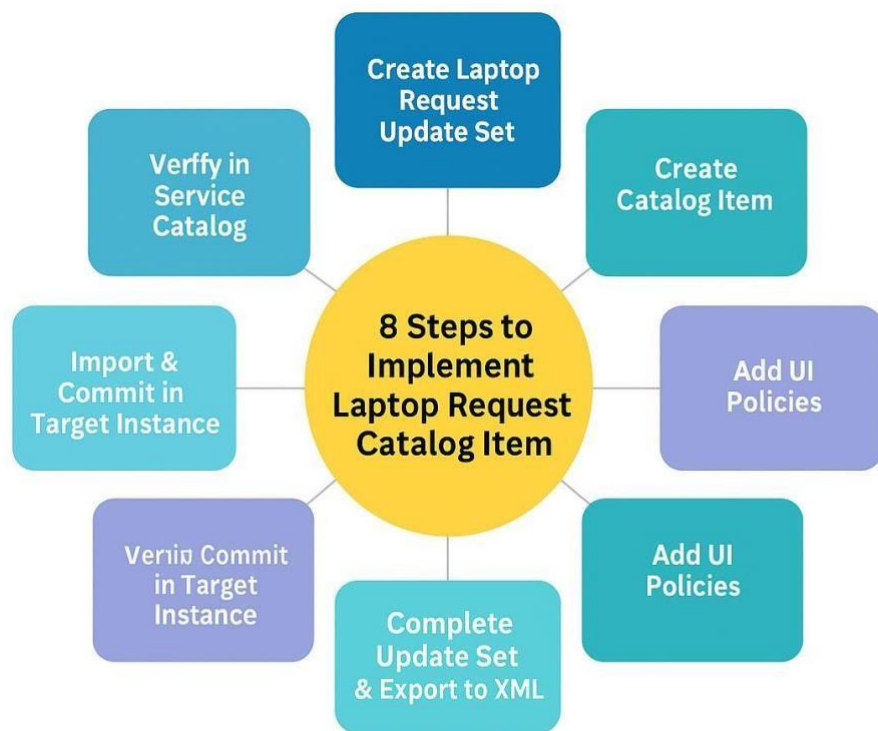 Create Laptop
Request
Update Set
Create
Catalog Item
Add UI
Policies
Add UI
Policies
Complete
Update Set
& Export to XML
Commit
in Target
Instance
Import &
Commit in
Target Instance
Verffy in
Service
Catalog
8 Steps to
Implement
Laptop Request
Catalog Item